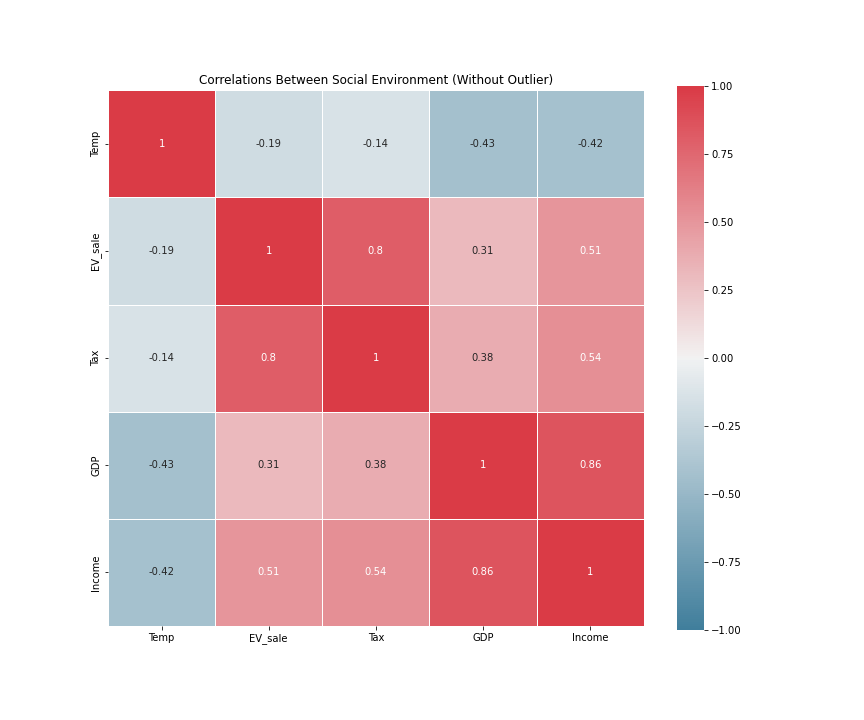 Correlations Between Social Environment (Without Outlier)
Temp 1 -0.19 -0.14 -0.43 -0.42
EV_sale -0.19 1 0.8 0.31 0.51
Tax -0.14 0.8 1 0.38 0.54
GDP -0.43 0.31 0.38 1 0.86
Income -0.42 0.51 0.54 0.86 1
Temp EV_sale Tax GDP Income
1.00
0.75
0.50
0.25
0.00
−0.25
−0.50
−0.75
−1.00